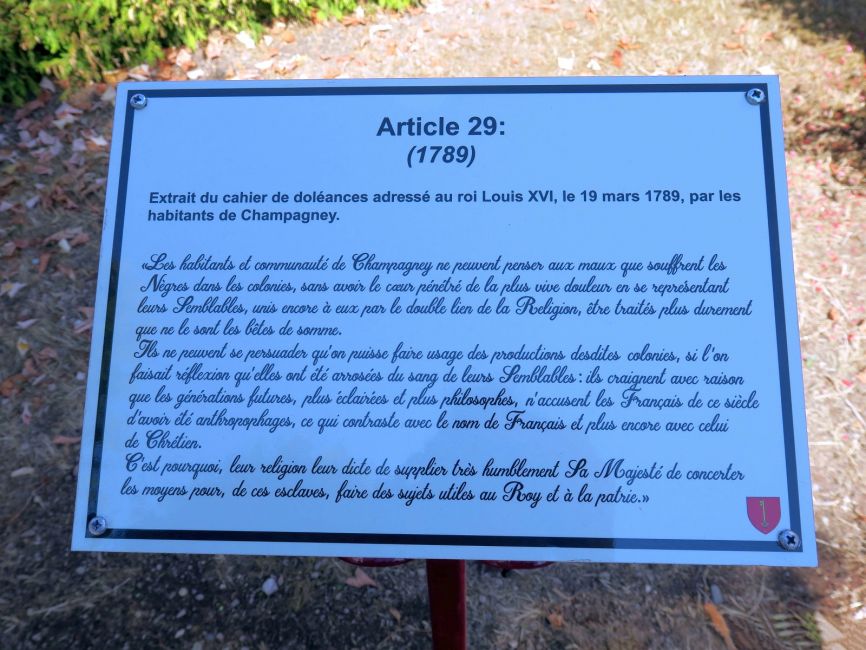 Article 29:
(1789)
Extrait du cahier de doléances adressé au roi Louis XVI, le 19 mars 1789, par les
habitants de Champagney.
«Les habitants et communauté de Champagney ne peuvent penser aux maux que souffrent les
Nègres dans les colonies, sans avoir le cœur pénétré de la plus vive douleur en se représentant
leurs Semblables, unis encore à eux par le double lien de la Religion, être traités plus durement
que ne le sont les bêtes de somme.
Ils ne peuvent se persuader qu'on puisse faire usage des productions desdites colonies, si l'on
faisait réflexion qu'elles ont été arrosées du sang de leurs Semblables : ils craignent avec raison
que les générations futures, plus éclairées et plus philosophes, n'accusent les Français de ce siècle
d'avoir été anthropophages, ce qui contraste avec le nom de Français et plus encore avec celui
de Chrétien.
C'est pourquoi, leur religion leur dicte de supplier très humblement Sa Majesté de concerter
les moyens pour, de ces esclaves, faire des sujets utiles au Roy et à la patrie.»